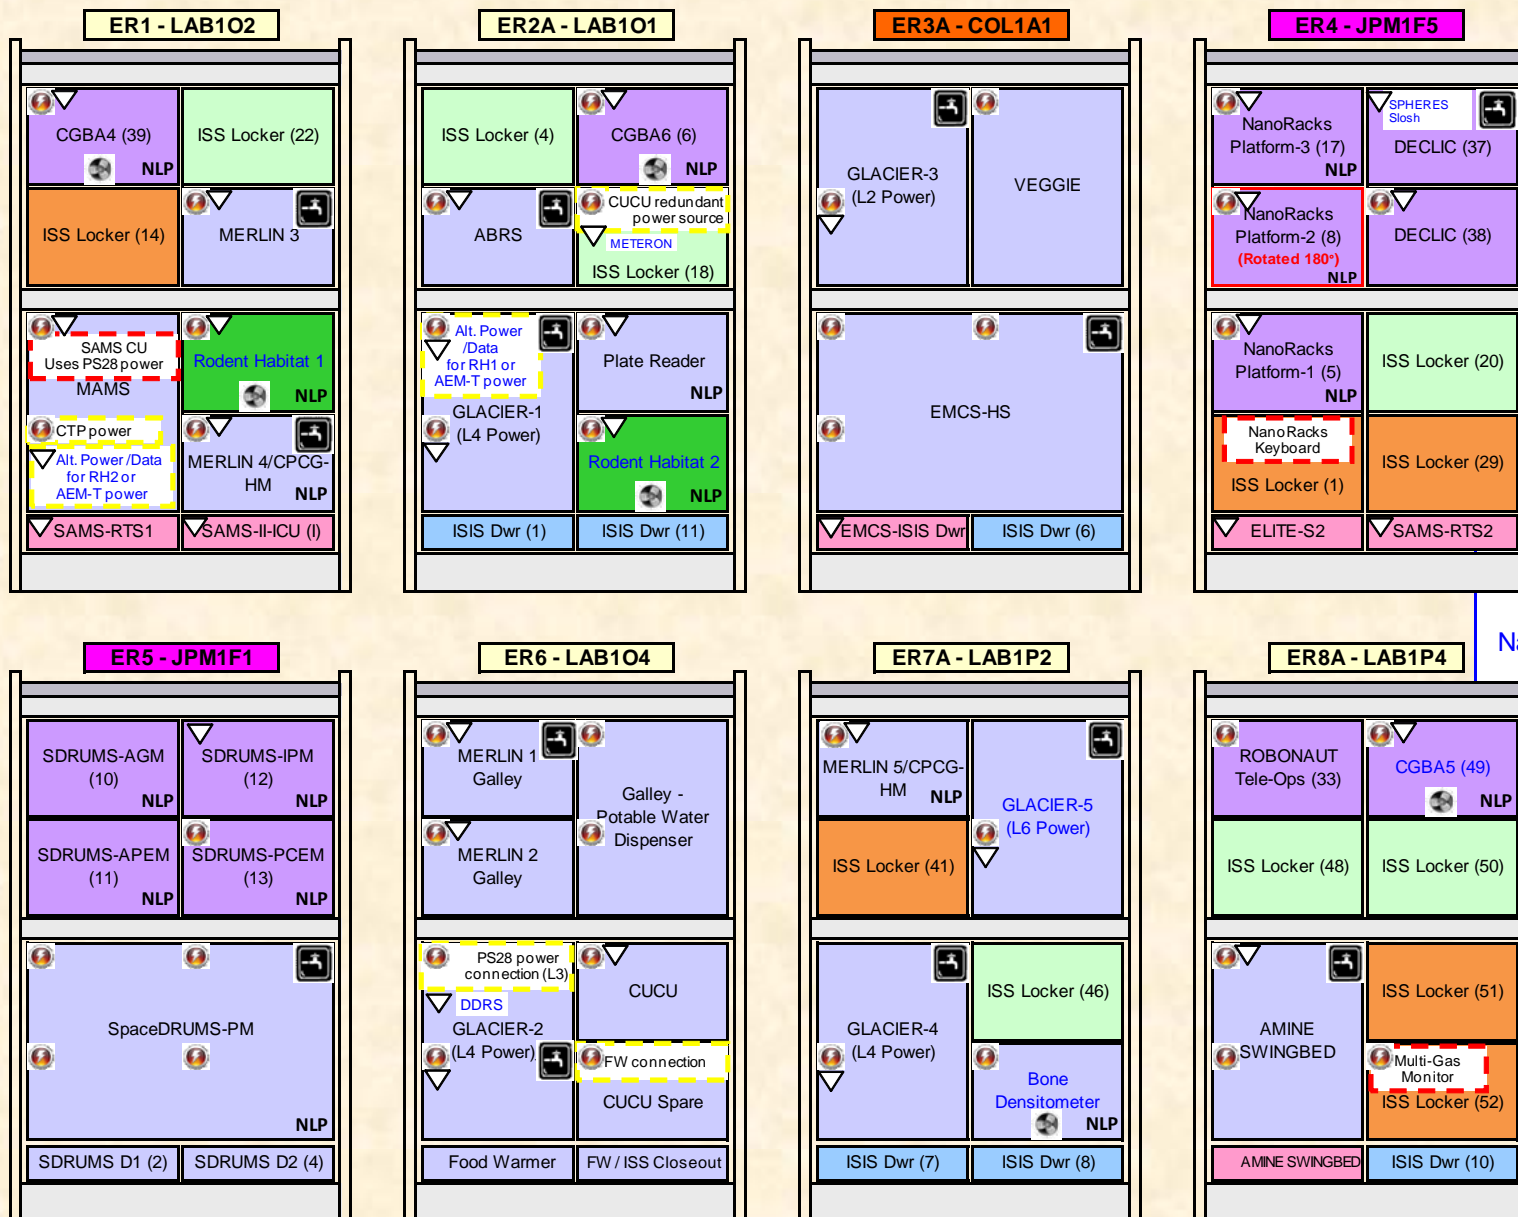 ER1 - LAB1O2
CGBA4 (39)
NLP
ISS Locker (22)
ISS Locker (14)
MERLIN 3
SAMS CU
Uses PS28 power
MAMS
CTP power
Alt. Power /Data
for RH2 or
AEM-T power
Rodent Habitat 1
NLP
MERLIN 4/CPCG-
HM
NLP
SAMS-RTS1
SAMS-II-ICU (I)
ER2A - LAB1O1
ISS Locker (4)
CGBA6 (6)
NLP
ABRS
CUCU redundant
power source
METERON
ISS Locker (18)
Alt. Power
/Data
for RH1 or
AEM-T power
GLACIER-1
(L4 Power)
Plate Reader
NLP
Rodent Habitat 2
NLP
ISIS Dwr (1)
ISIS Dwr (11)
ER3A - COL1A1
GLACIER-3
(L2 Power)
VEGGIE
EMCS-HS
EMCS-ISIS Dwr
ISIS Dwr (6)
ER4 - JPM1F5
NanoRacks
Platform-3 (17)
NLP
SPHERES
Slosh
DECLIC (37)
NanoRacks
Platform-2 (8)
(Rotated 180°)
NLP
DECLIC (38)
NanoRacks
Platform-1 (5)
NLP
ISS Locker (20)
NanoRacks
Keyboard
ISS Locker (1)
ISS Locker (29)
ELITE-S2
SAMS-RTS2
ER5 - JPM1F1
SDRUMS-AGM
(10)
NLP
SDRUMS-IPM
(12)
NLP
SDRUMS-APEM
(11)
NLP
SDRUMS-PCEM
(13)
NLP
SpaceDRUMS-PM
NLP
SDRUMS D1 (2)
SDRUMS D2 (4)
ER6 - LAB1O4
MERLIN 1
Galley
Galley -
Potable Water
Dispenser
MERLIN 2
Galley
PS28 power
connection (L3)
DDRS
GLACIER-2
(L4 Power)
CUCU
FW connection
CUCU Spare
Food Warmer
FW / ISS Closeout
ER7A - LAB1P2
MERLIN 5/CPCG-
HM
NLP
GLACIER-5
(L6 Power)
ISS Locker (41)
GLACIER-4
(L4 Power)
ISS Locker (46)
Bone
Densitometer
NLP
ISIS Dwr (7)
ISIS Dwr (8)
ER8A - LAB1P4
ROBONAUT
Tele-Ops (33)
CGBA5 (49)
NLP
ISS Locker (48)
ISS Locker (50)
AMINE
SWINGBED
ISS Locker (51)
Multi-Gas
Monitor
ISS Locker (52)
AMINE SWINGBED
ISIS Dwr (10)